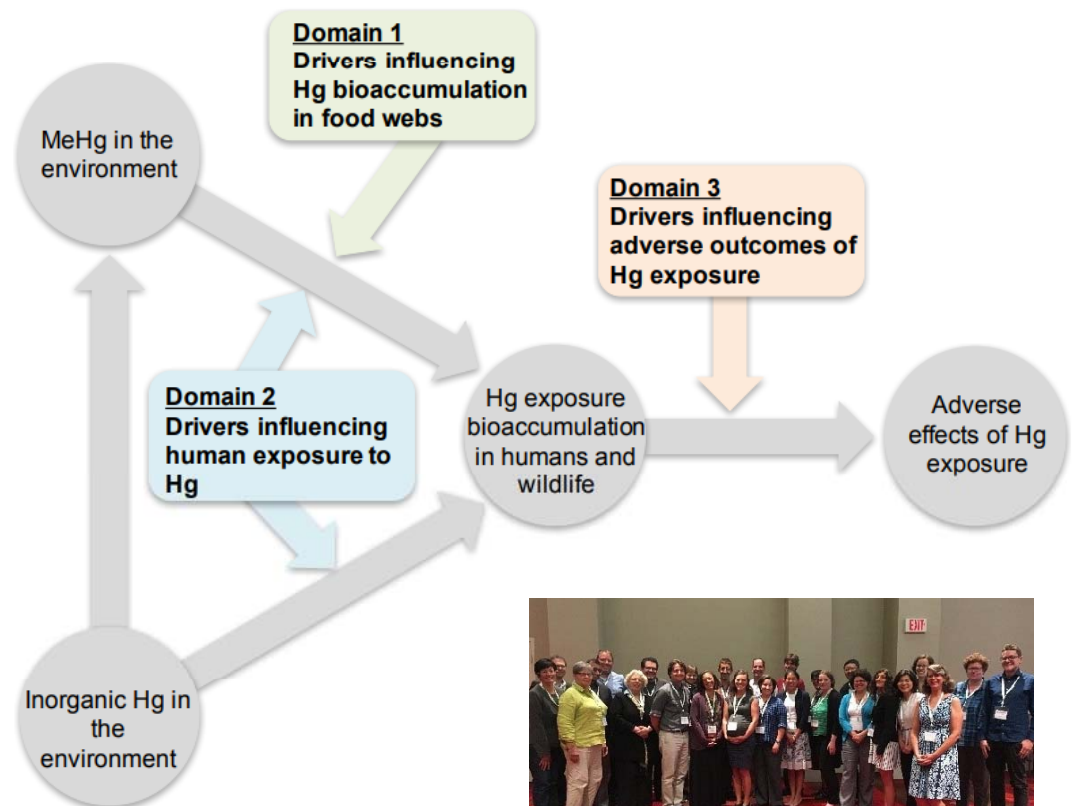 Domain 1
Drivers influencing
Hg bioaccumulation
in food webs
MeHg in the
environment
Domain 3
Drivers influencing
adverse outcomes of
Hg exposure
Domain 2
Drivers influencing
human exposure to
Hg
Hg exposure
bioaccumulation
in humans and
wildlife
Adverse
effects of Hg
exposure
Inorganic Hg in
the
environment
EXIT